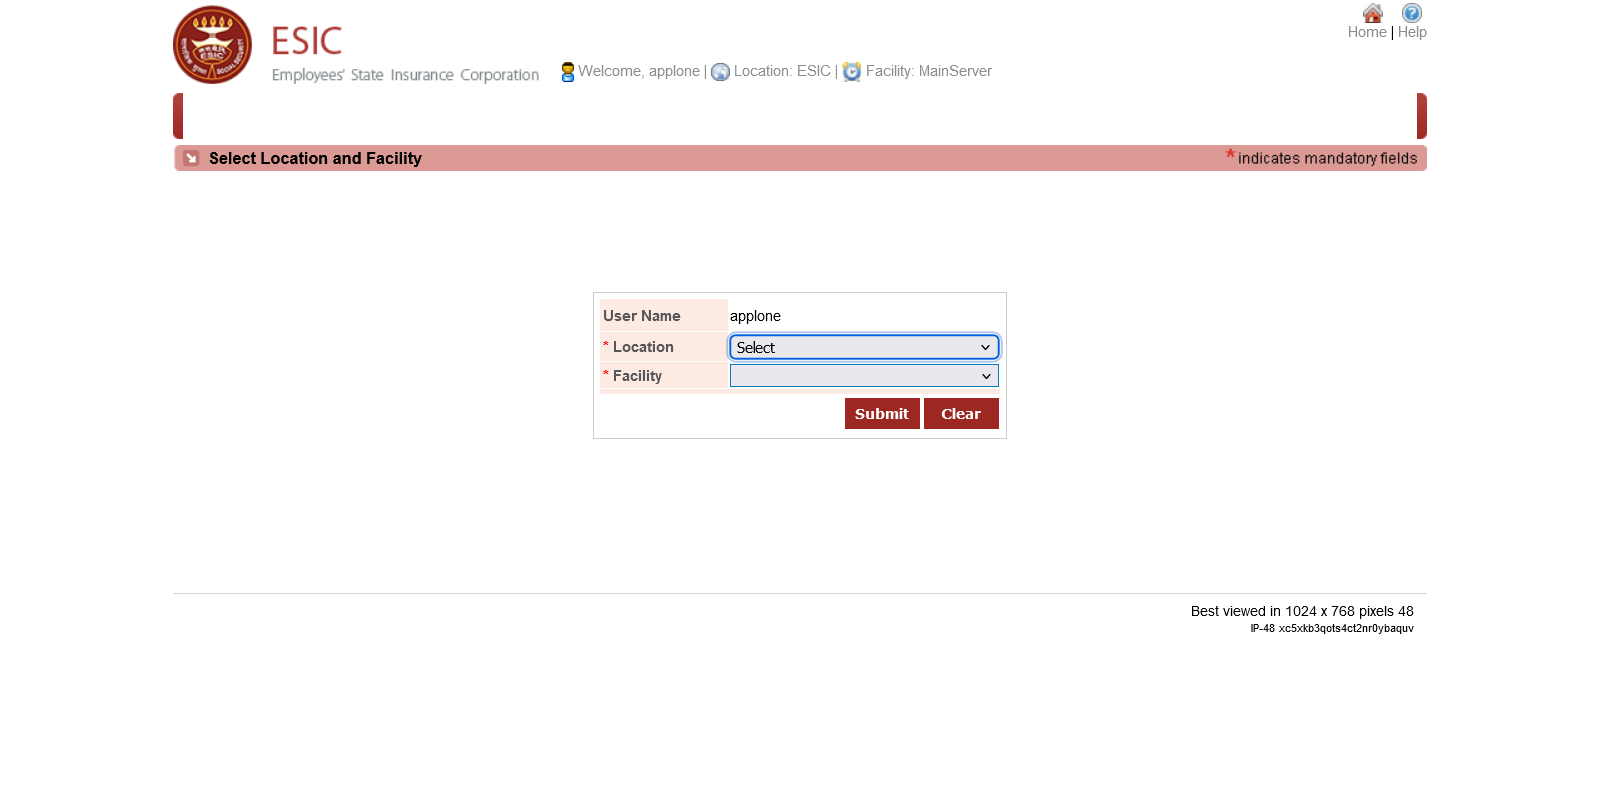 ESIC
Employees' State Insurance Corporation
Welcome, applone | Location: ESIC | Facility: MainServer
Home | Help
Select Location and Facility
*indicates mandatory fields
User Name applone
* Location Select
* Facility
Submit Clear
Best viewed in 1024 x 768 pixels 48
IP-48 xc5xkb3qots4ct2nr0ybaquv